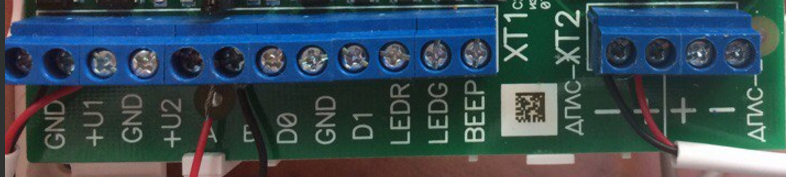 GND
+U1
GND
+U2
A
B
D0
GND
D1
LEDR
LEDG
BEEP
XT1
XT2
ДПЛС-
+
ДПЛС-